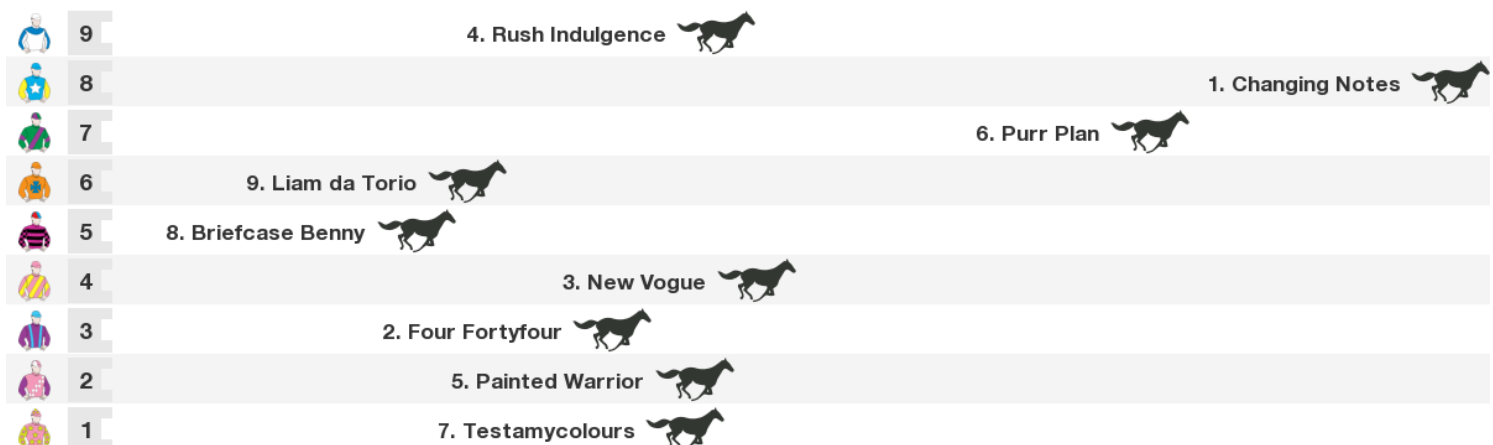 9 4. Rush Indulgence
8 1. Changing Notes
7 6. Purr Plan
6 9. Liam da Torio
5 8. Briefcase Benny
4 3. New Vogue
3 2. Four Fortyfour
2 5. Painted Warrior
1 7. Testamycolours